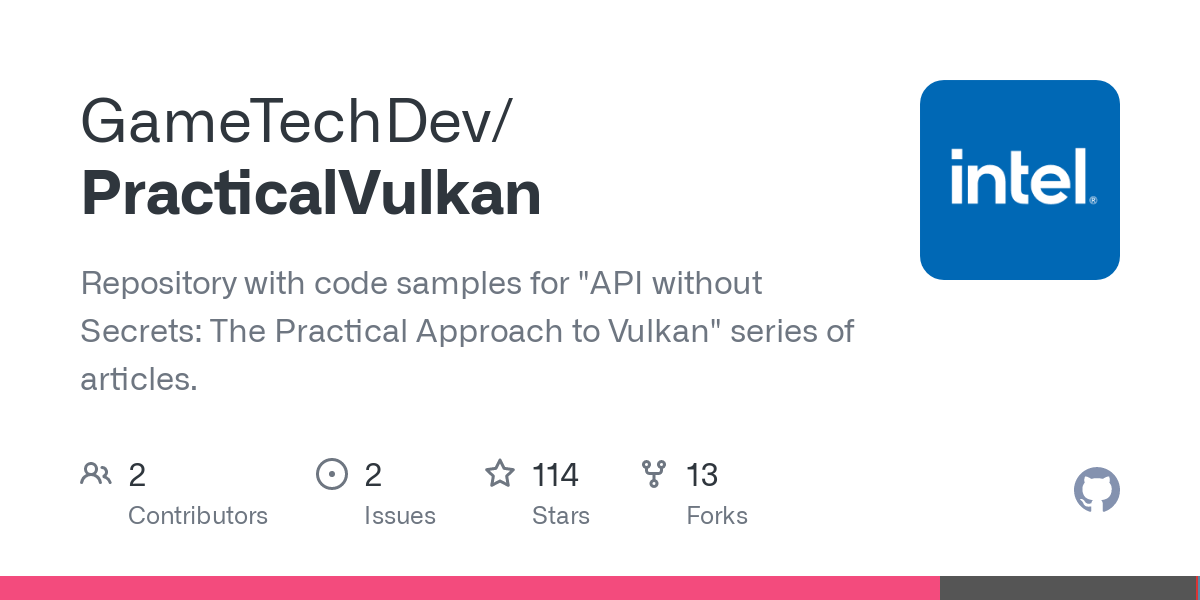 GameTechDev/
PracticalVulkan
intel®
Repository with code samples for "API without
Secrets: The Practical Approach to Vulkan" series of
articles.
2 2 114 13
Contributors Issues Stars Forks